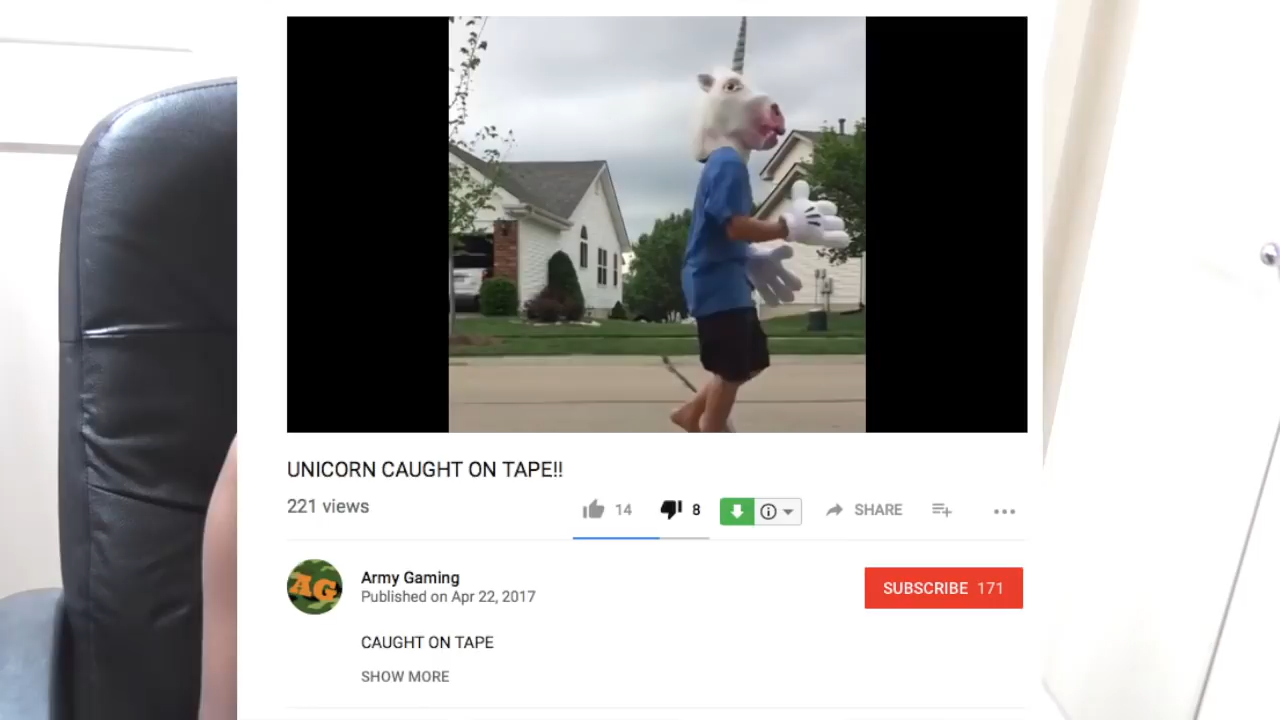 UNICORN CAUGHT ON TAPE!!
221 views
14 8 SHARE
AG Army Gaming
Published on Apr 22, 2017
SUBSCRIBE 171
CAUGHT ON TAPE
SHOW MORE